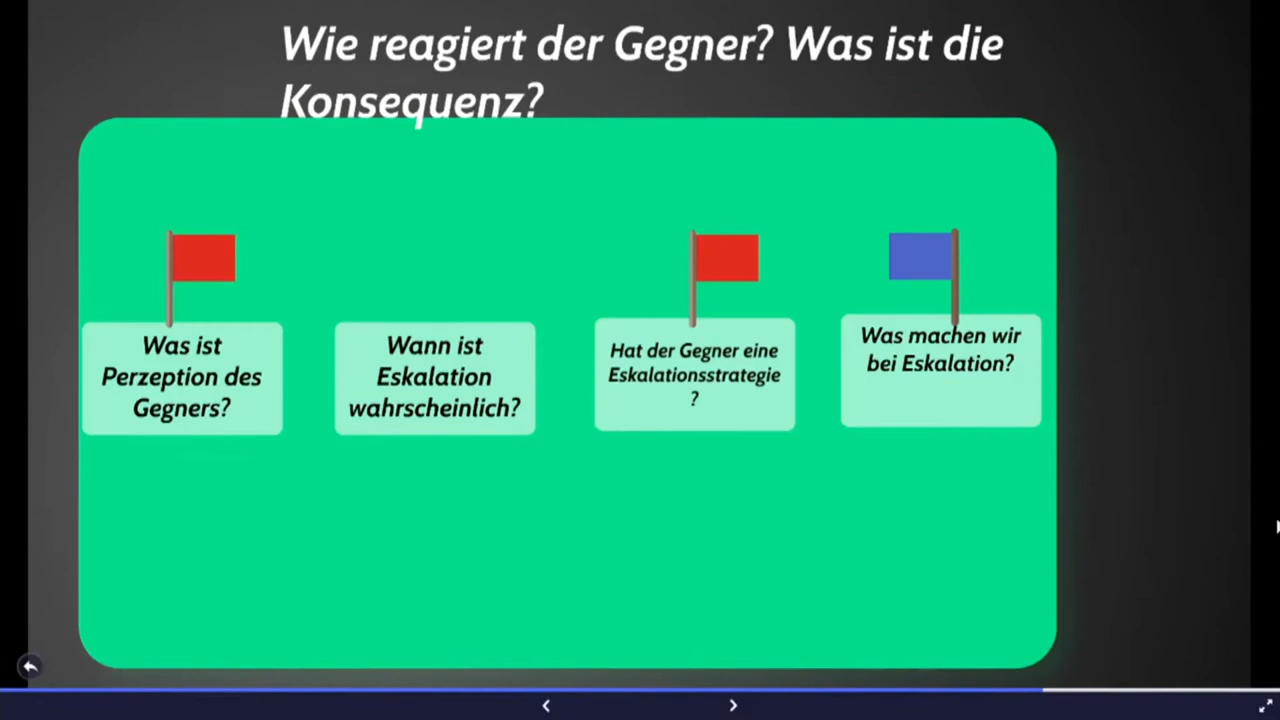 Wie reagiert der Gegner? Was ist die
Konsequenz?
Was ist
Perzeption des
Gegners?
Wann ist
Eskalation
wahrscheinlich?
Hat der Gegner eine
Eskalationsstrategie
?
Was machen wir
bei Eskalation?